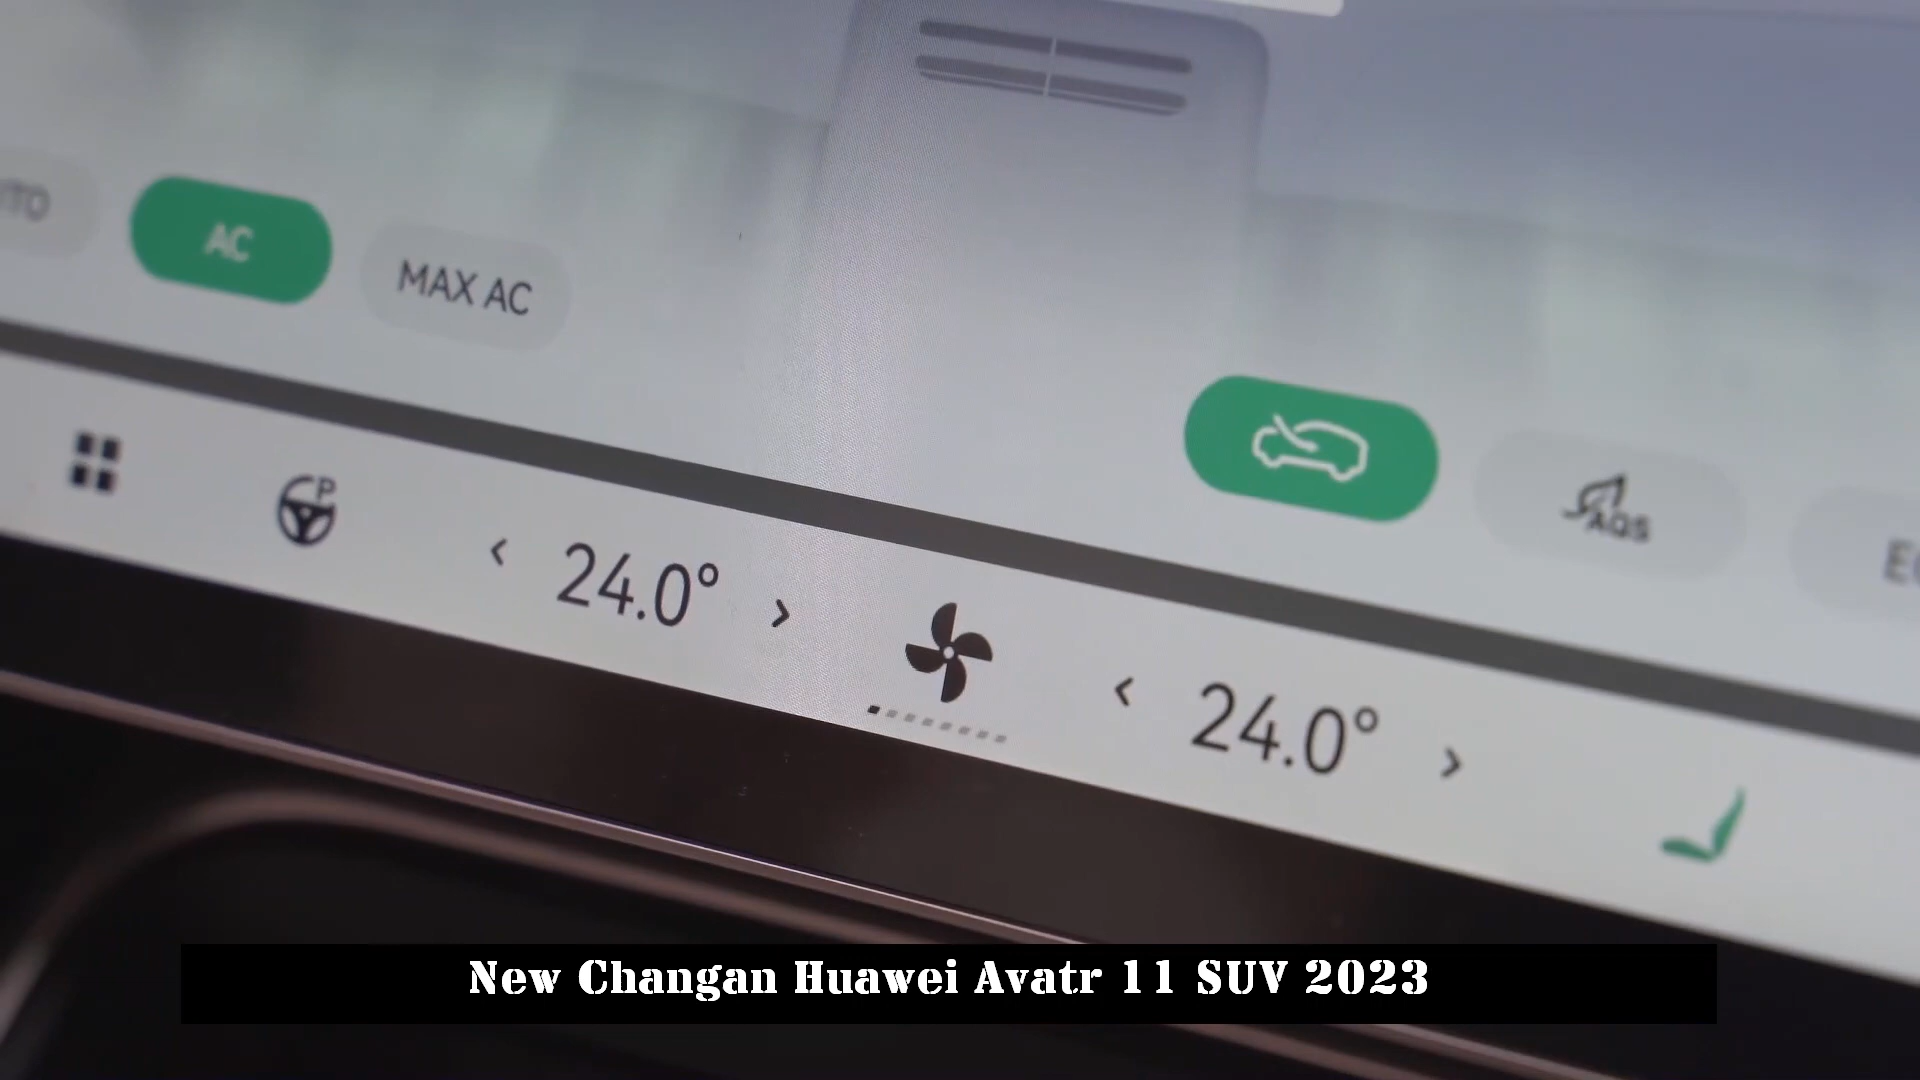 AC
MAX AC
AQS
P
24.0°
24.0°
New Changan Huawei Avatr 11 SUV 2023